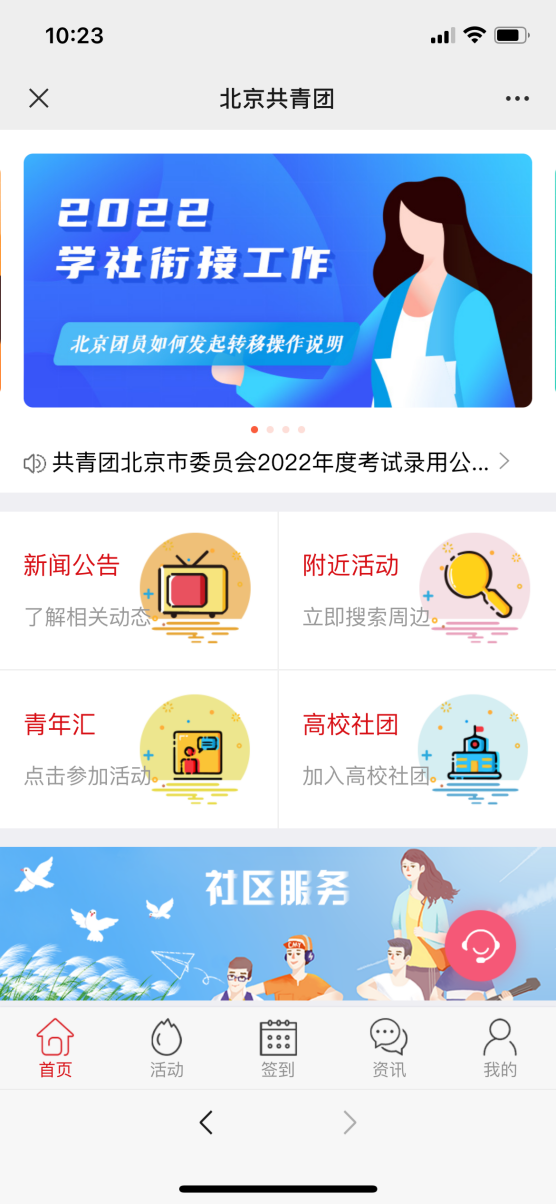 10:23
北京共青团
2022
学社衔接工作
北京团员如何发起转移操作说明
共青团北京市委员会2022年度考试录用公...
新闻公告
了解相关动态
附近活动
立即搜索周边
青年汇
点击参加活动
高校社团
加入高校社团
社区服务
首页
活动
签到
资讯
我的